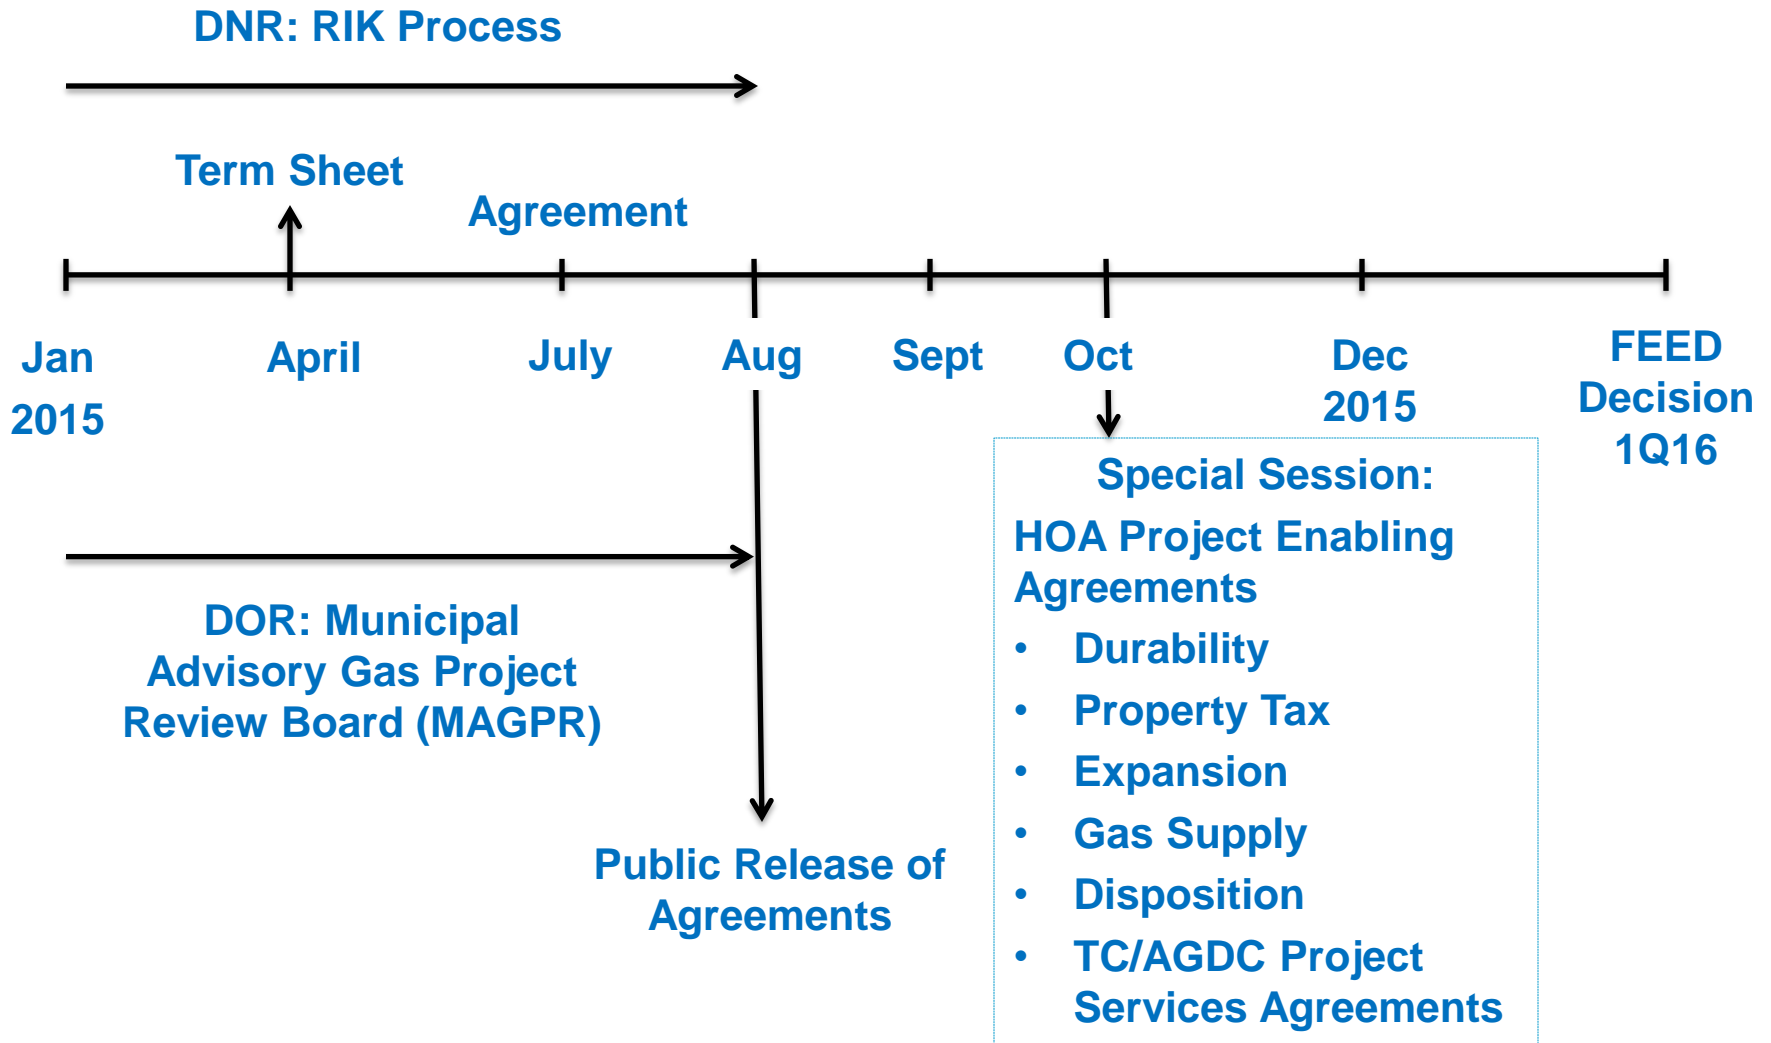 DNR: RIK Process
Term Sheet
Agreement
Jan
2015
April
July
Aug
Sept
Oct
Dec
2015
FEED
Decision
1Q16
DOR: Municipal
Advisory Gas Project
Review Board (MAGPR)
Public Release of
Agreements
Special Session:
HOA Project Enabling
Agreements
• Durability
• Property Tax
• Expansion
• Gas Supply
• Disposition
• TC/AGDC Project
Services Agreements